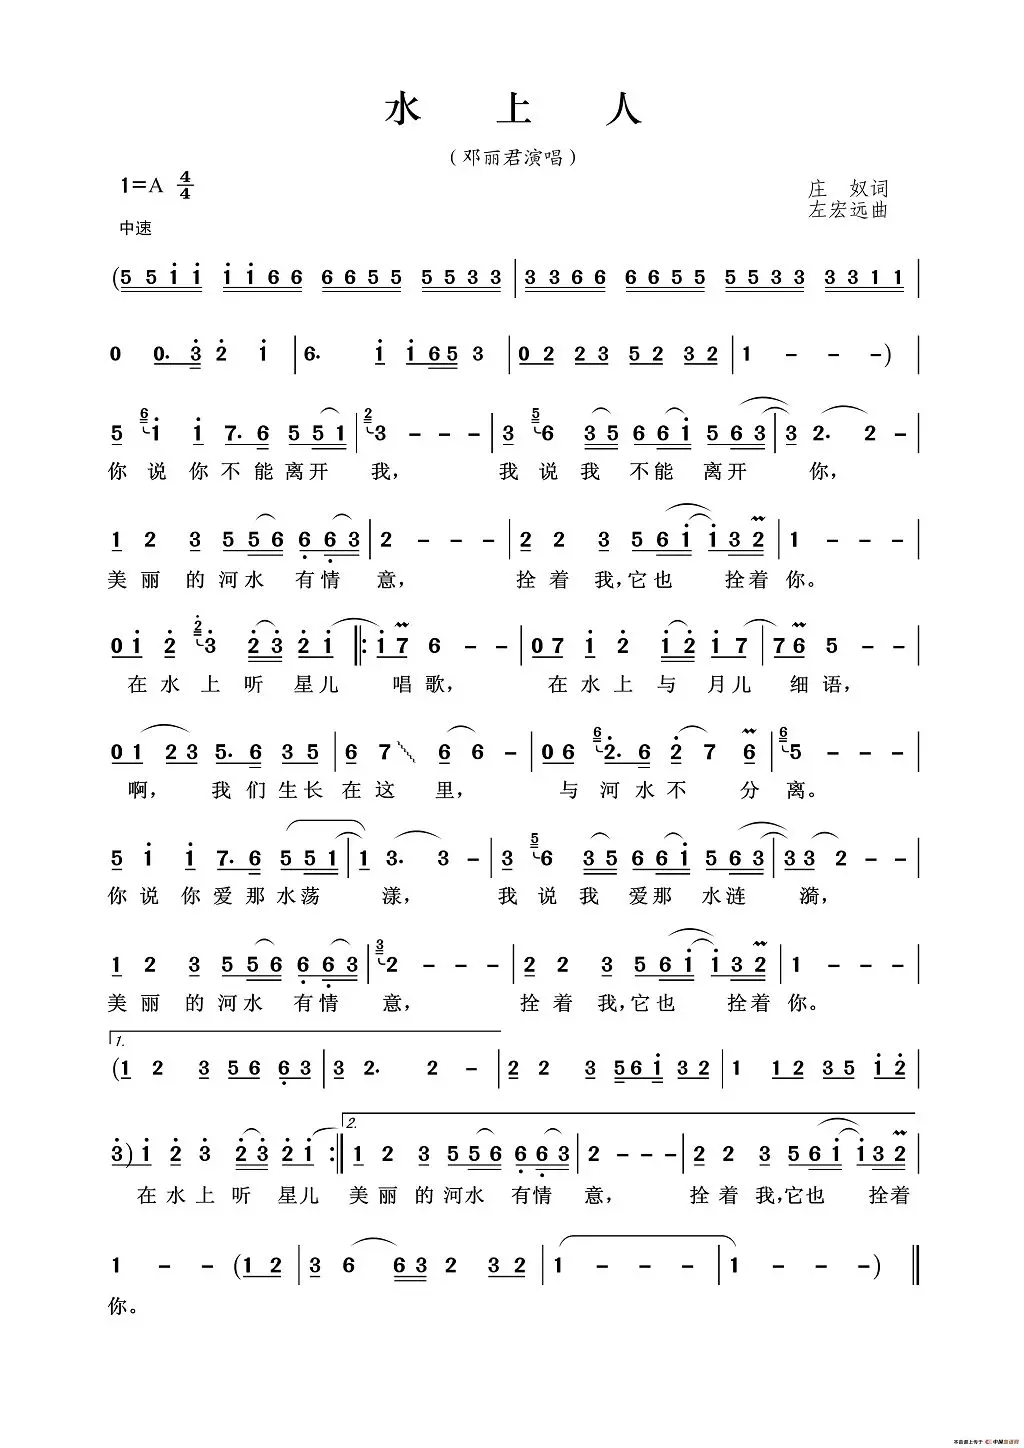 水 上 人
（邓丽君演唱）
1=A 4/4
庄 奴词
左宏远曲
中速
(5 5 1 1 1 1 6 6 6 6 5 5 5 5 3 3 | 3 3 6 6 6 6 5 5 5 5 3 3 3 3 1 1 |
0 0. 3 2 1 | 6. 1 1 6 5 3 | 0 2 2 3 5 2 3 2 | 1 - - -) |
5 6 1 1 7. 6 5 5 1 | 2 3 - - - | 3 5 6 3 5 6 6 1 5 6 3 | 3 2. 2 - |
你 说 你 不 能 离 开 我， 我 说 我 不 能 离 开 你，
1 2 3 5 5 6 6 6 3 | 2 - - - | 2 2 3 5 6 1 1 3 2 | 1 - - - |
美 丽 的 河 水 有 情 意， 拴 着 我，它 也 拴 着 你。
0 1 2 2 3 2 3 2 1 |: 1 7 6 - - | 0 7 1 2 1 2 1 7 | 7 6 5 - - |
在 水 上 听 星 儿 唱 歌， 在 水 上 与 月 儿 细 语，
0 1 2 3 5. 6 3 5 | 6 7 6 6 - | 0 6 6 2. 6 2 7 6 | 6 5 - - - |
啊， 我 们 生 长 在 这 里， 与 河 水 不 分 离。
5 1 1 7. 6 5 5 1 | 1 3. 3 - | 3 5 6 3 5 6 6 1 5 6 3 | 3 3 2 - - |
你 说 你 爱 那 水 荡 漾， 我 说 我 爱 那 水 涟 漪，
1 2 3 5 5 6 6 6 3 | 3 2 - - - | 2 2 3 5 6 1 1 3 2 | 1 - - - |
美 丽 的 河 水 有 情 意， 拴 着 我，它 也 拴 着 你。
1.
(1 2 3 5 6 6 3 | 3 2. 2 - | 2 2 3 5 6 1 3 2 | 1 1 2 3 5 1 2 |
2.
3) 1 2 3 2 3 2 1 :| 1 2 3 5 5 6 6 6 3 | 2 - - - | 2 2 3 5 6 1 1 3 2 |
在 水 上 听 星 儿 美 丽 的 河 水 有 情 意， 拴 着 我，它 也 拴 着
1 - - (1 2 | 3 6 6 3 2 3 2 | 1 - - - | 1 - - -) ‖
你。